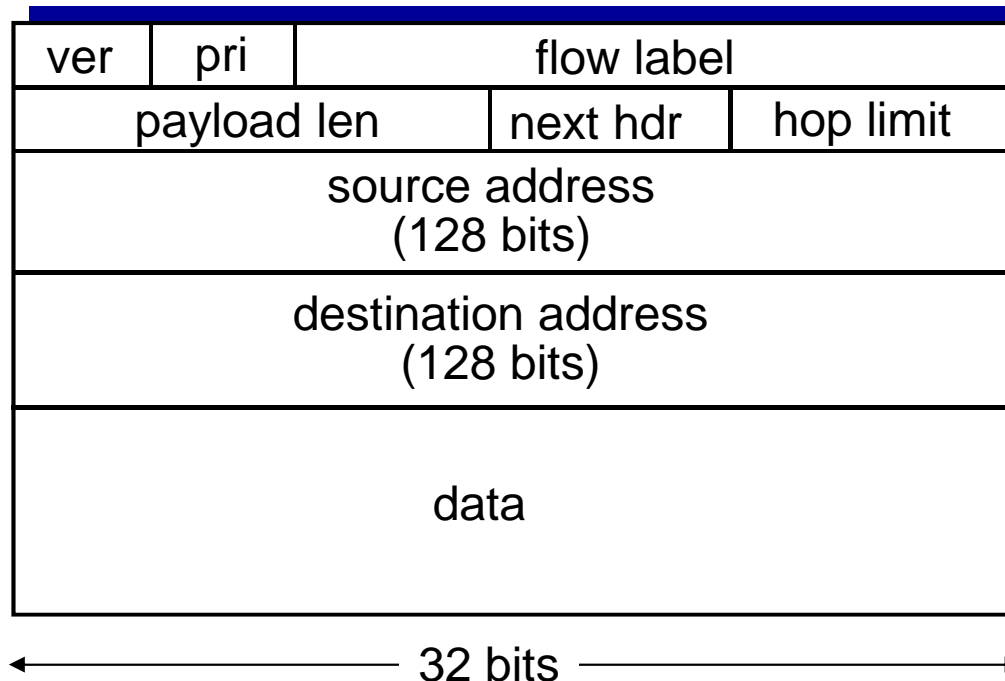 ver pri flow label
payload len next hdr hop limit
source address
(128 bits)
destination address
(128 bits)
data
32 bits